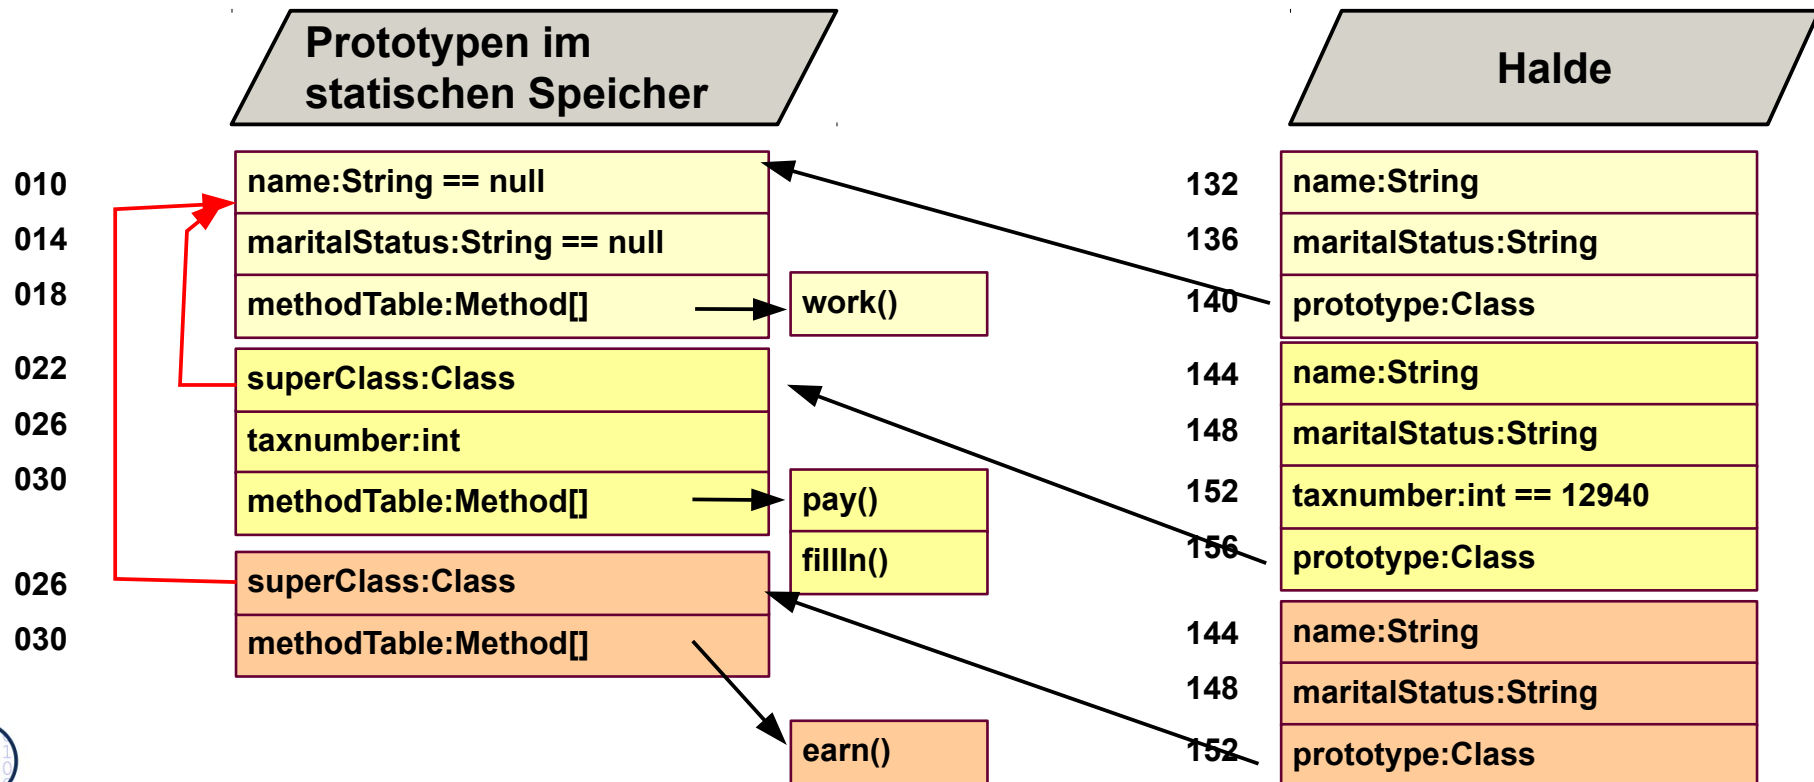 Prototypen im
statischen Speicher
Halde
010
name:String == null
014
maritalStatus:String == null
018
methodTable:Method[]
work()
022
superClass:Class
026
taxnumber:int
030
methodTable:Method[]
pay()
fillIn()
026
superClass:Class
030
methodTable:Method[]
earn()
132
name:String
136
maritalStatus:String
140
prototype:Class
144
name:String
148
maritalStatus:String
152
taxnumber:int == 12940
156
prototype:Class
144
name:String
148
maritalStatus:String
152
prototype:Class